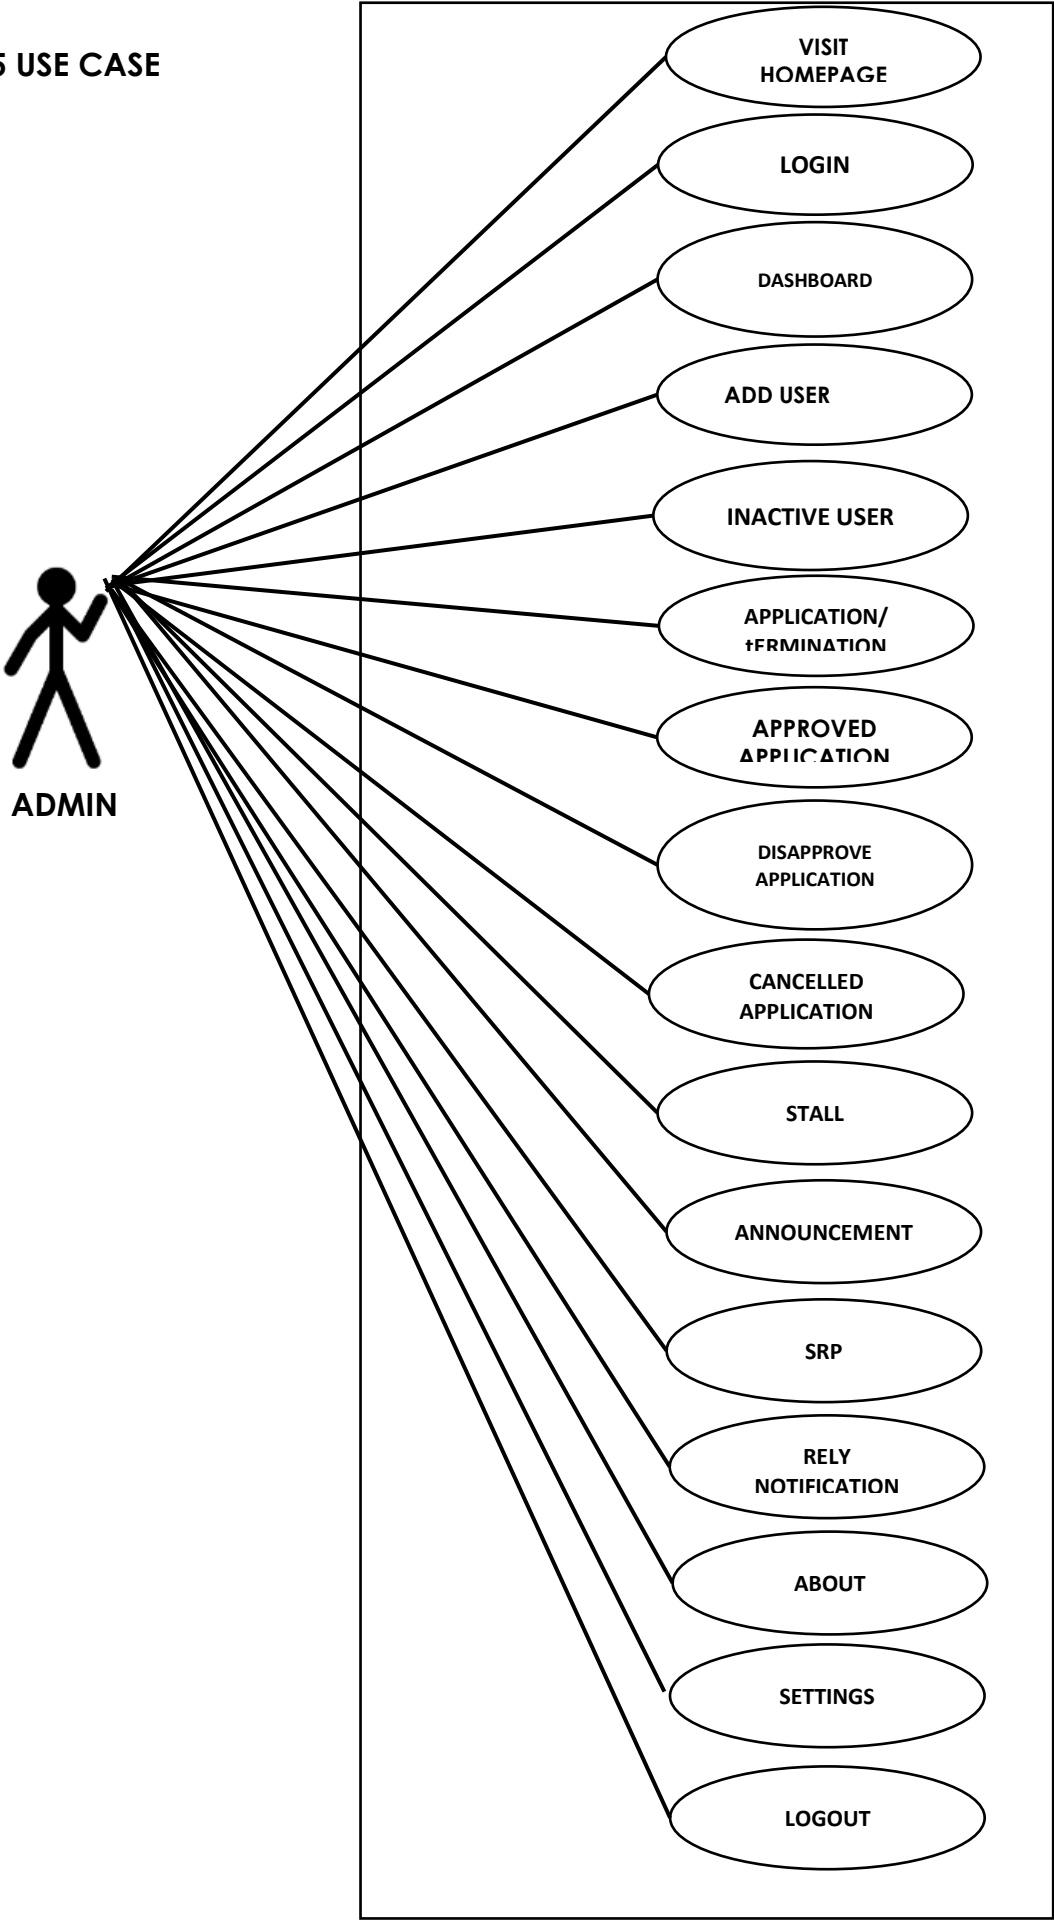 5 USE CASE
VISIT
HOMEPAGE
LOGIN
DASHBOARD
ADD USER
INACTIVE USER
APPLICATION/
tERMINATION
APPROVED
APPLICATION
ADMIN
DISAPPROVE
APPLICATION
CANCELLED
APPLICATION
STALL
ANNOUNCEMENT
SRP
RELY
NOTIFICATION
ABOUT
SETTINGS
LOGOUT